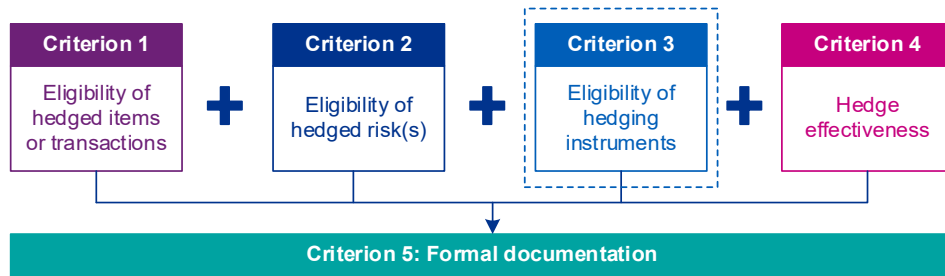 Criterion 1
Eligibility of
hedged items
or transactions
+
Criterion 2
Eligibility of
hedged risk(s)
+
Criterion 3
Eligibility of
hedging
instruments
+
Criterion 4
Hedge
effectiveness
Criterion 5: Formal documentation